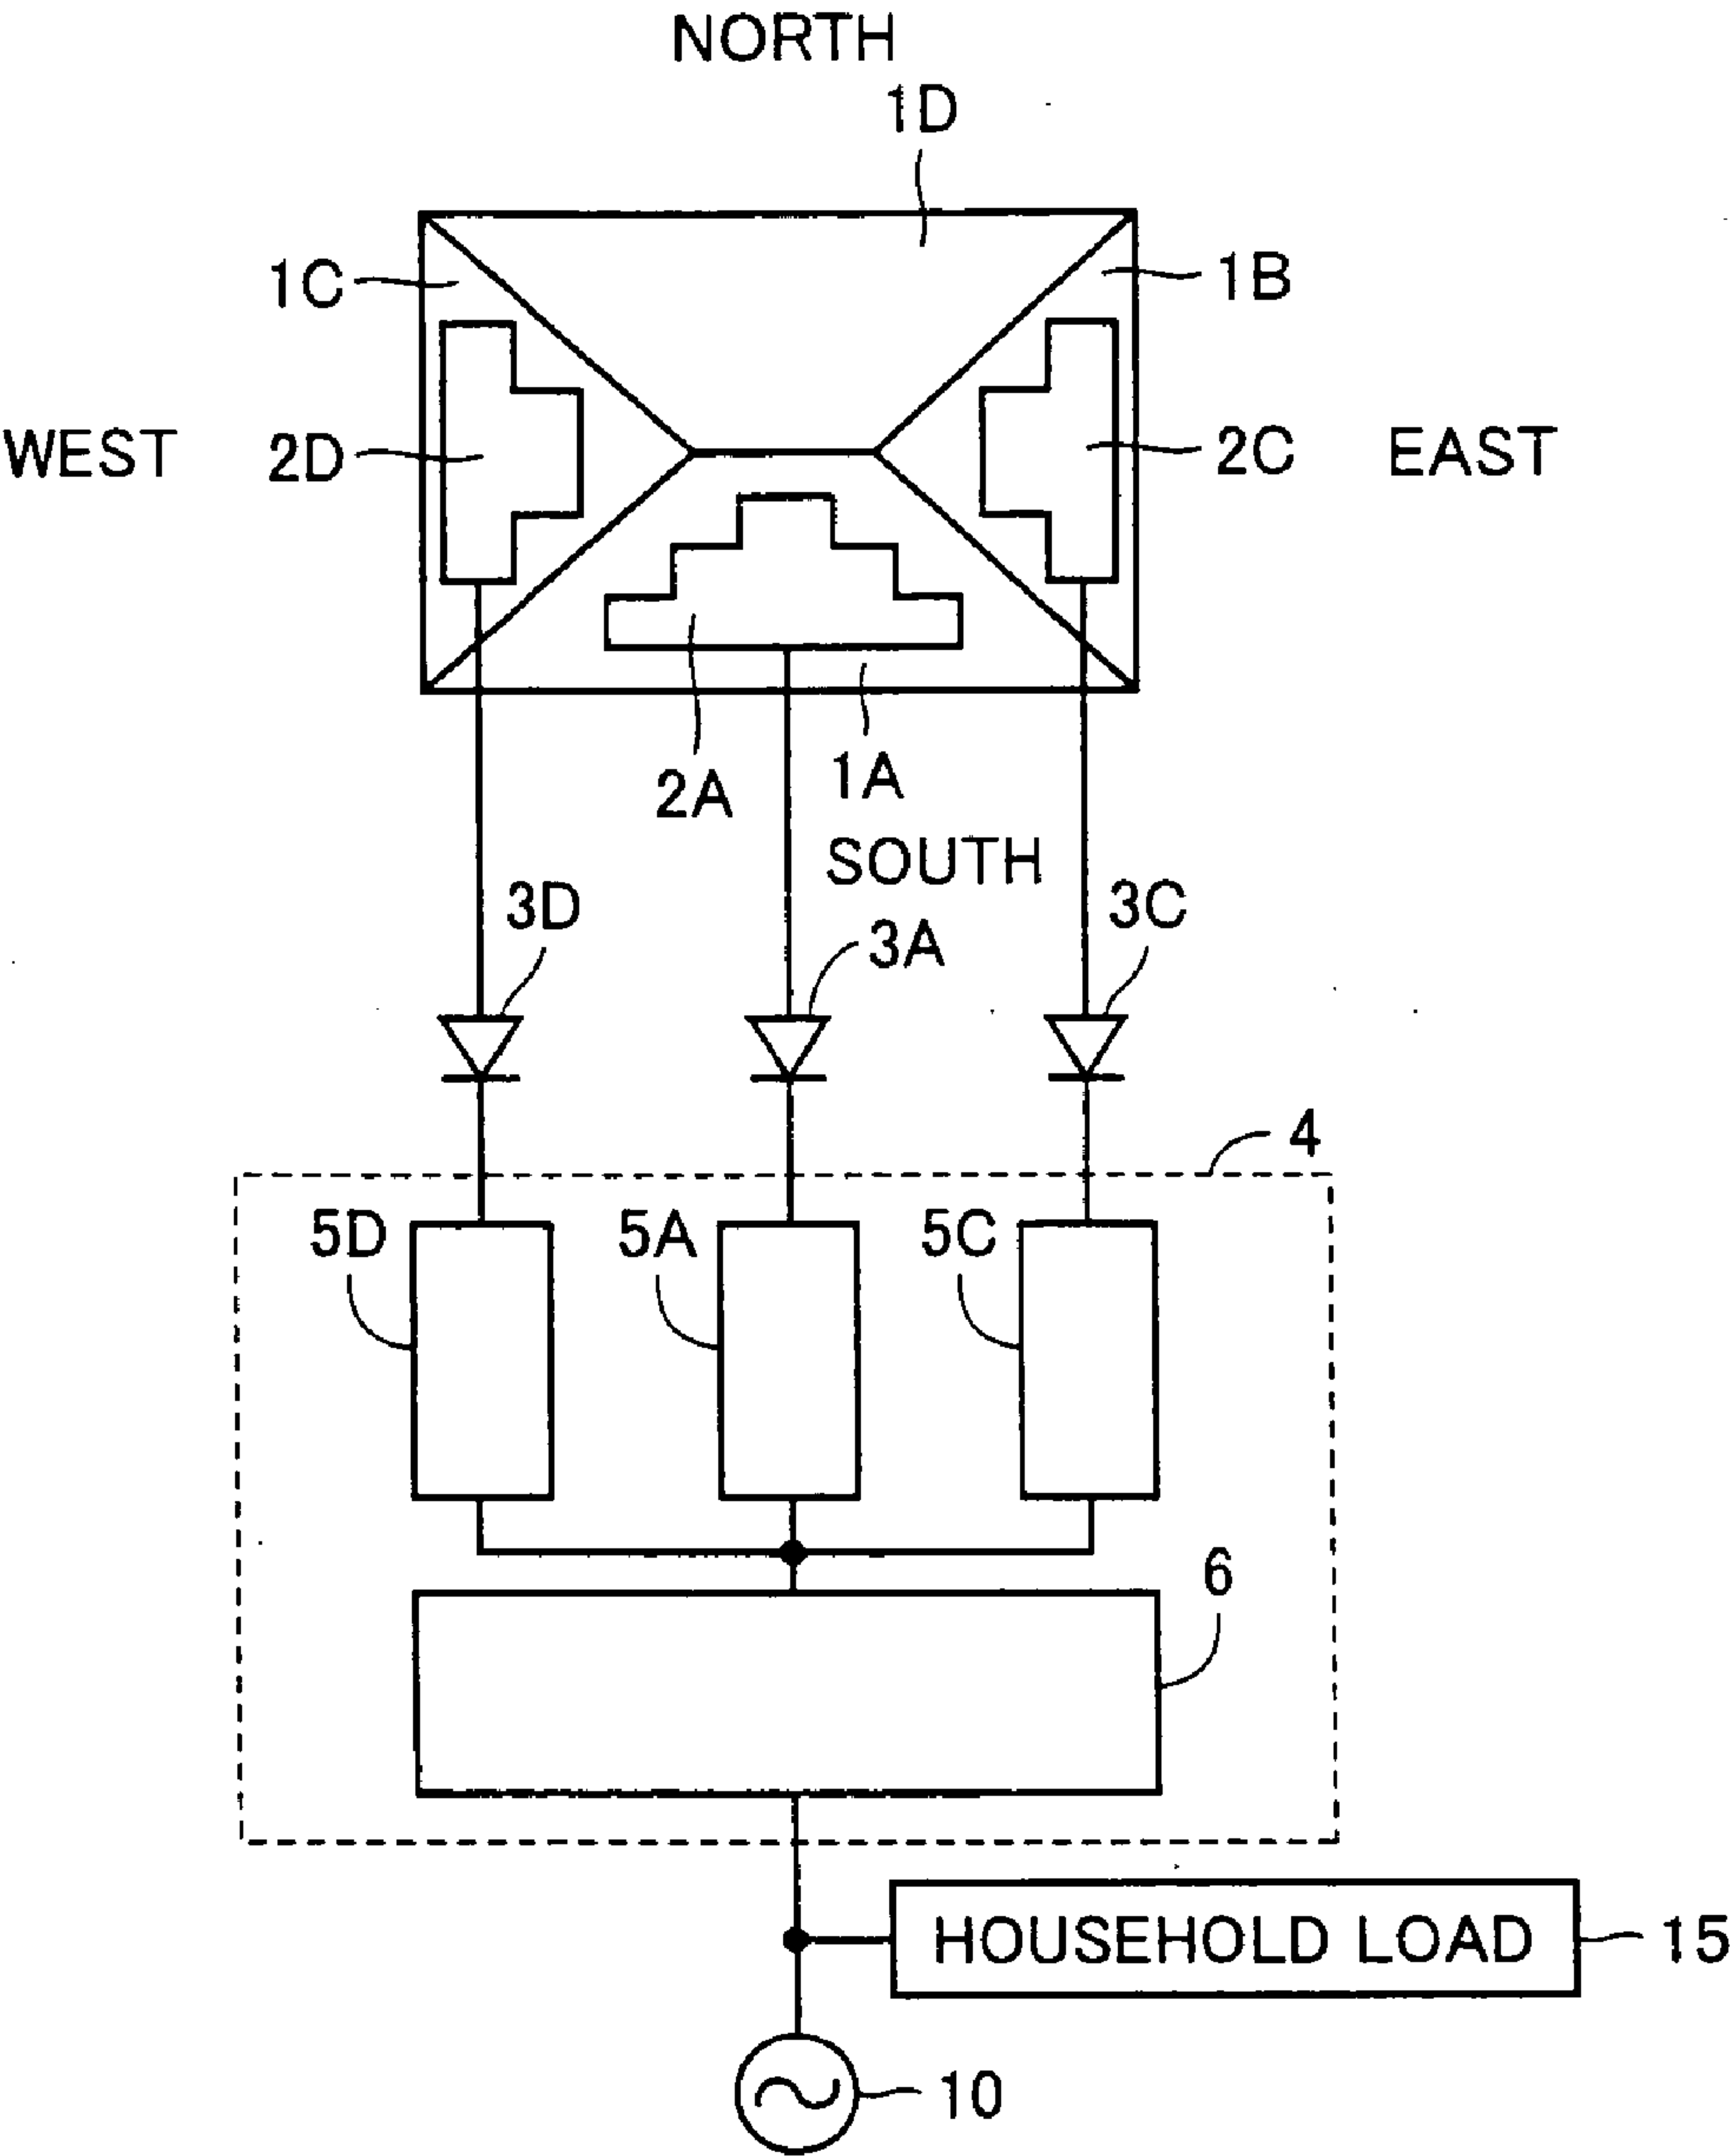 NORTH
1D
1C
1B
WEST
2D
2C
EAST
2A
1A
SOUTH
3D
3A
3C
4
5D
5A
5C
6
HOUSEHOLD LOAD
15
10